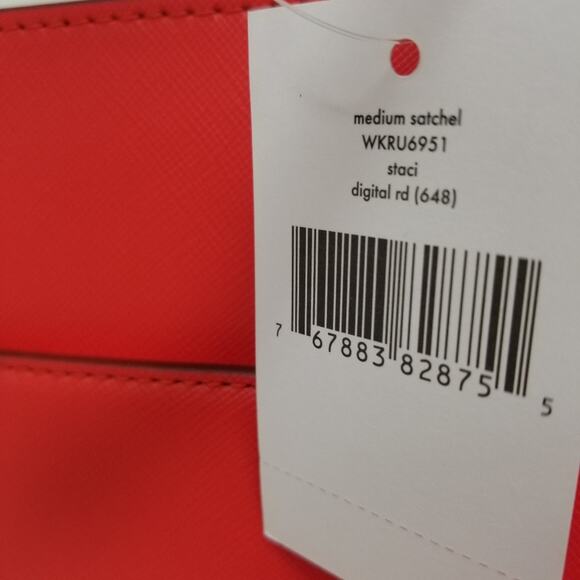 medium satchel
WKRU6951
staci
digital rd (648)
7 67883 82875 5